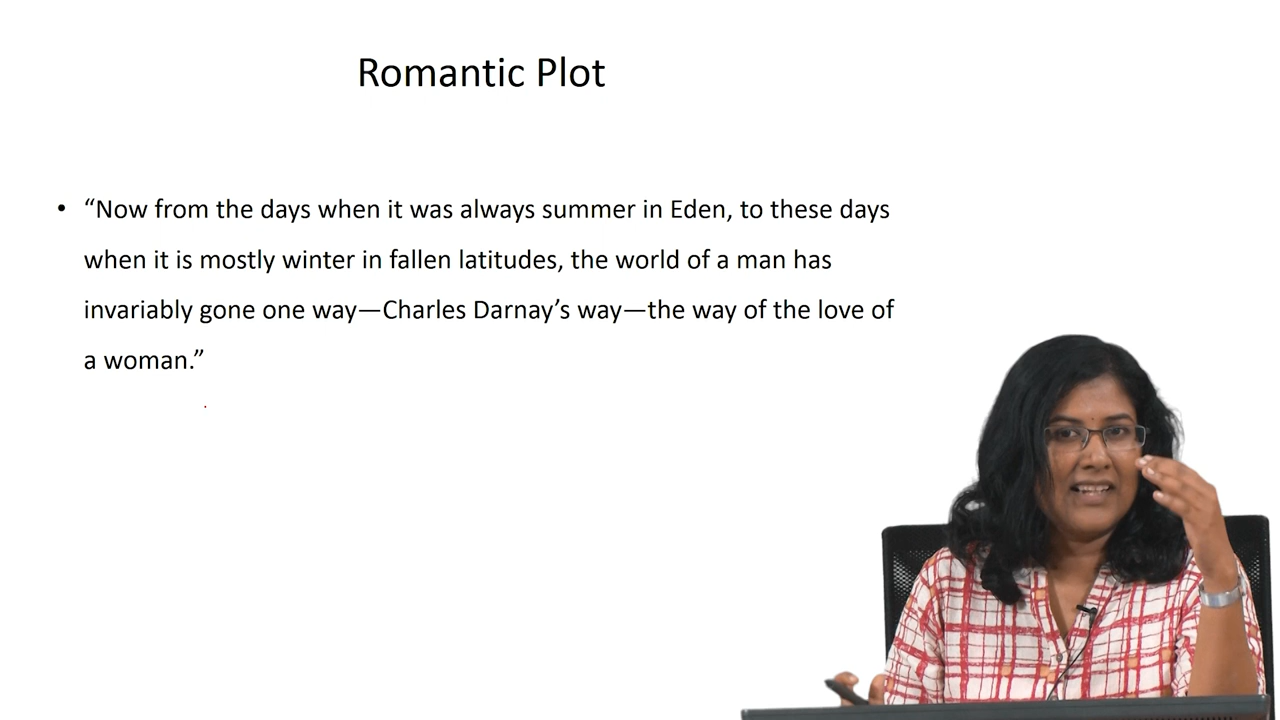 Romantic Plot
• “Now from the days when it was always summer in Eden, to these days
when it is mostly winter in fallen latitudes, the world of a man has
invariably gone one way—Charles Darnay’s way—the way of the love of
a woman.”